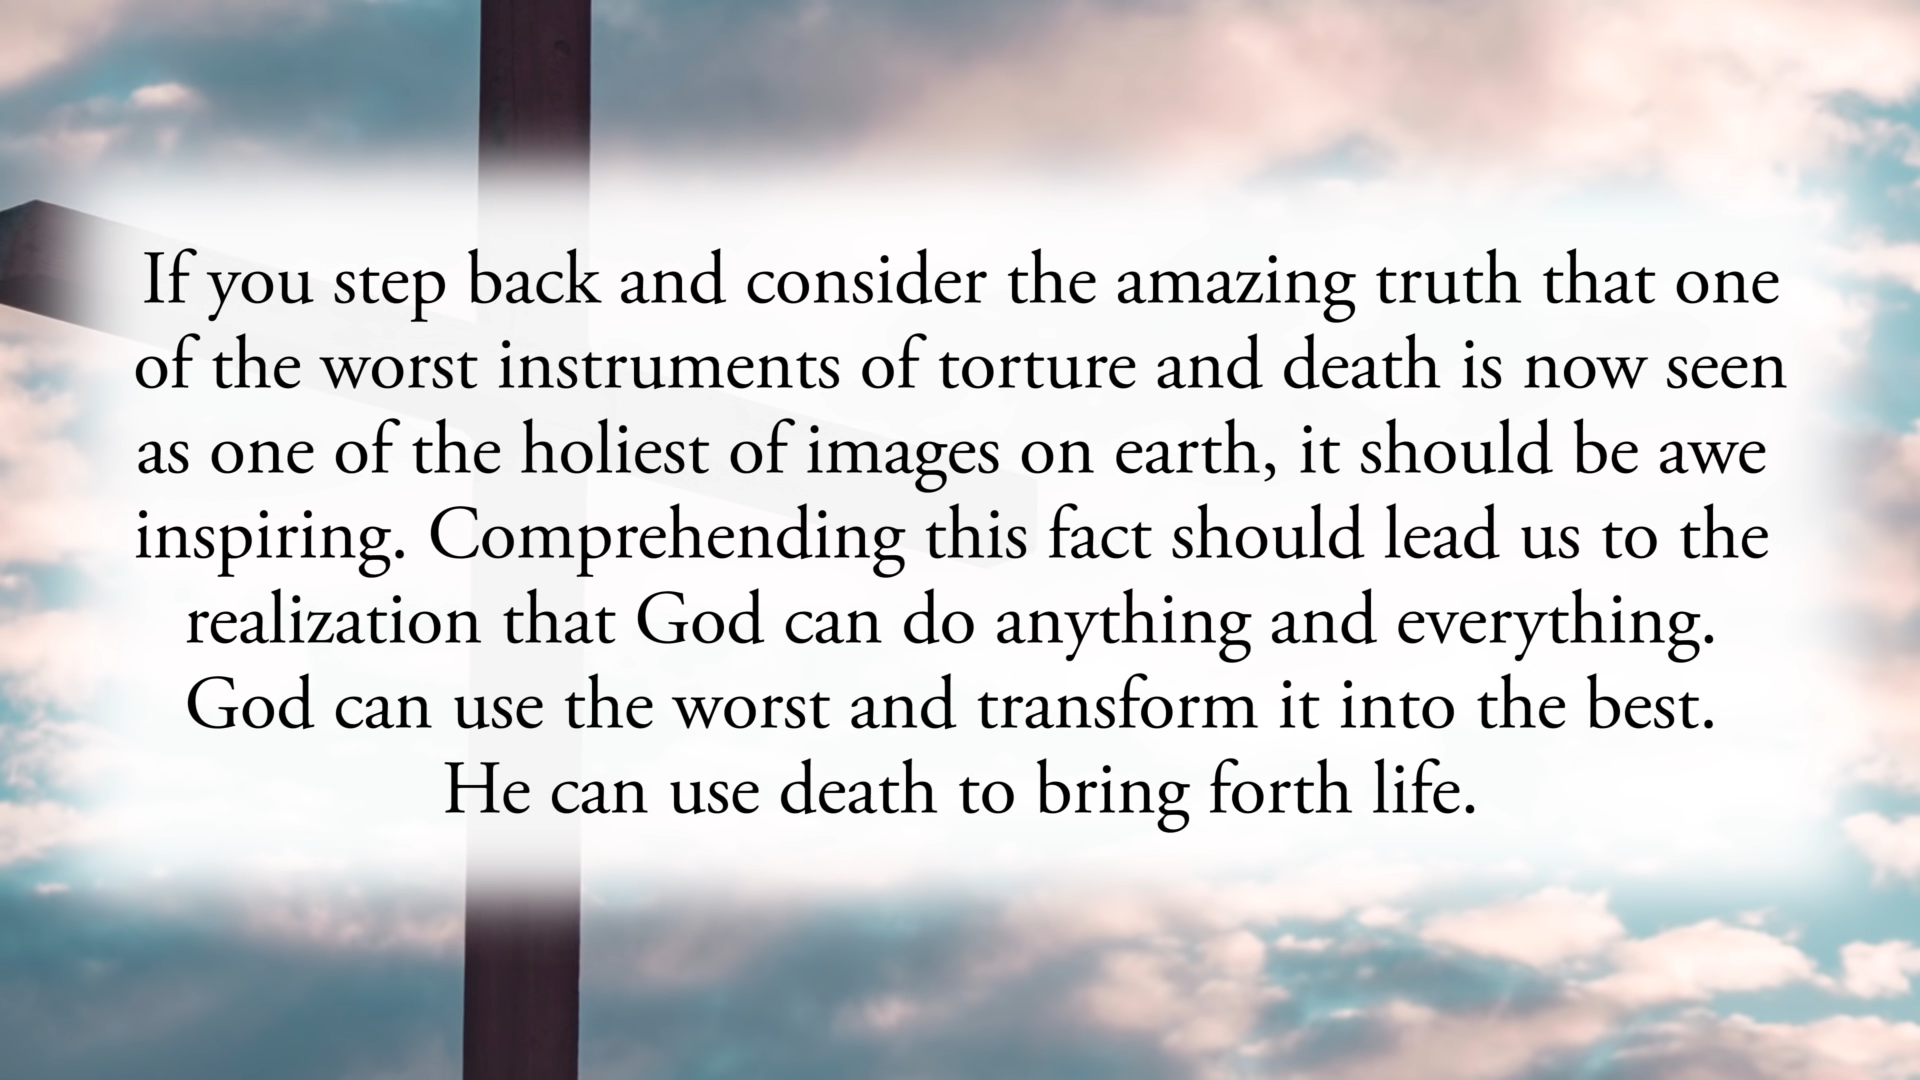 If you step back and consider the amazing truth that one
of the worst instruments of torture and death is now seen
as one of the holiest of images on earth, it should be awe
inspiring. Comprehending this fact should lead us to the
realization that God can do anything and everything.
God can use the worst and transform it into the best.
He can use death to bring forth life.